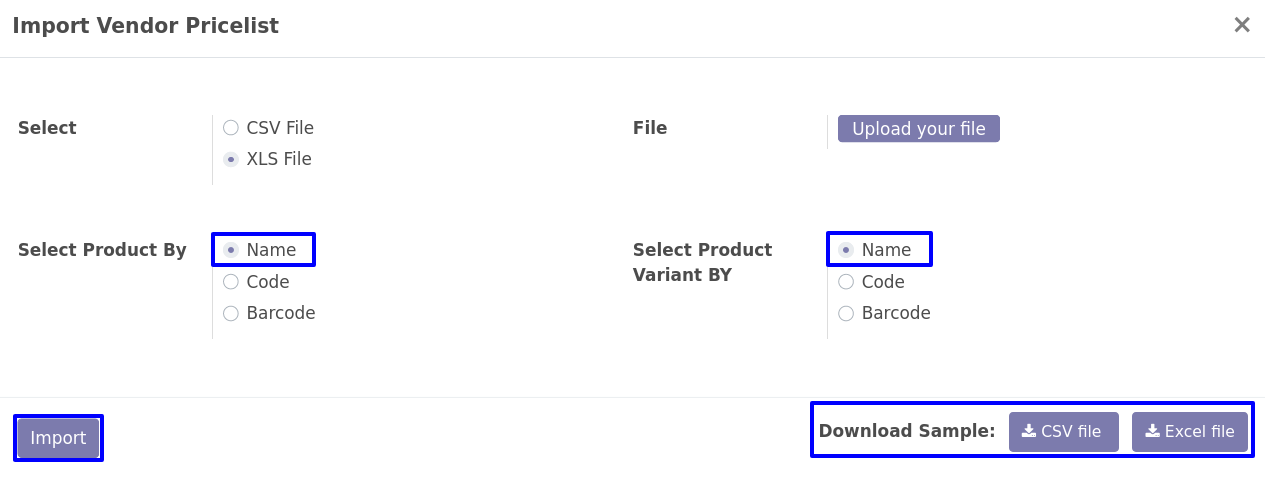 Import Vendor Pricelist
Select
CSV File
XLS File
File
Upload your file
Select Product By
Name
Code
Barcode
Select Product
Variant BY
Name
Code
Barcode
Import
Download Sample:
CSV file
Excel file